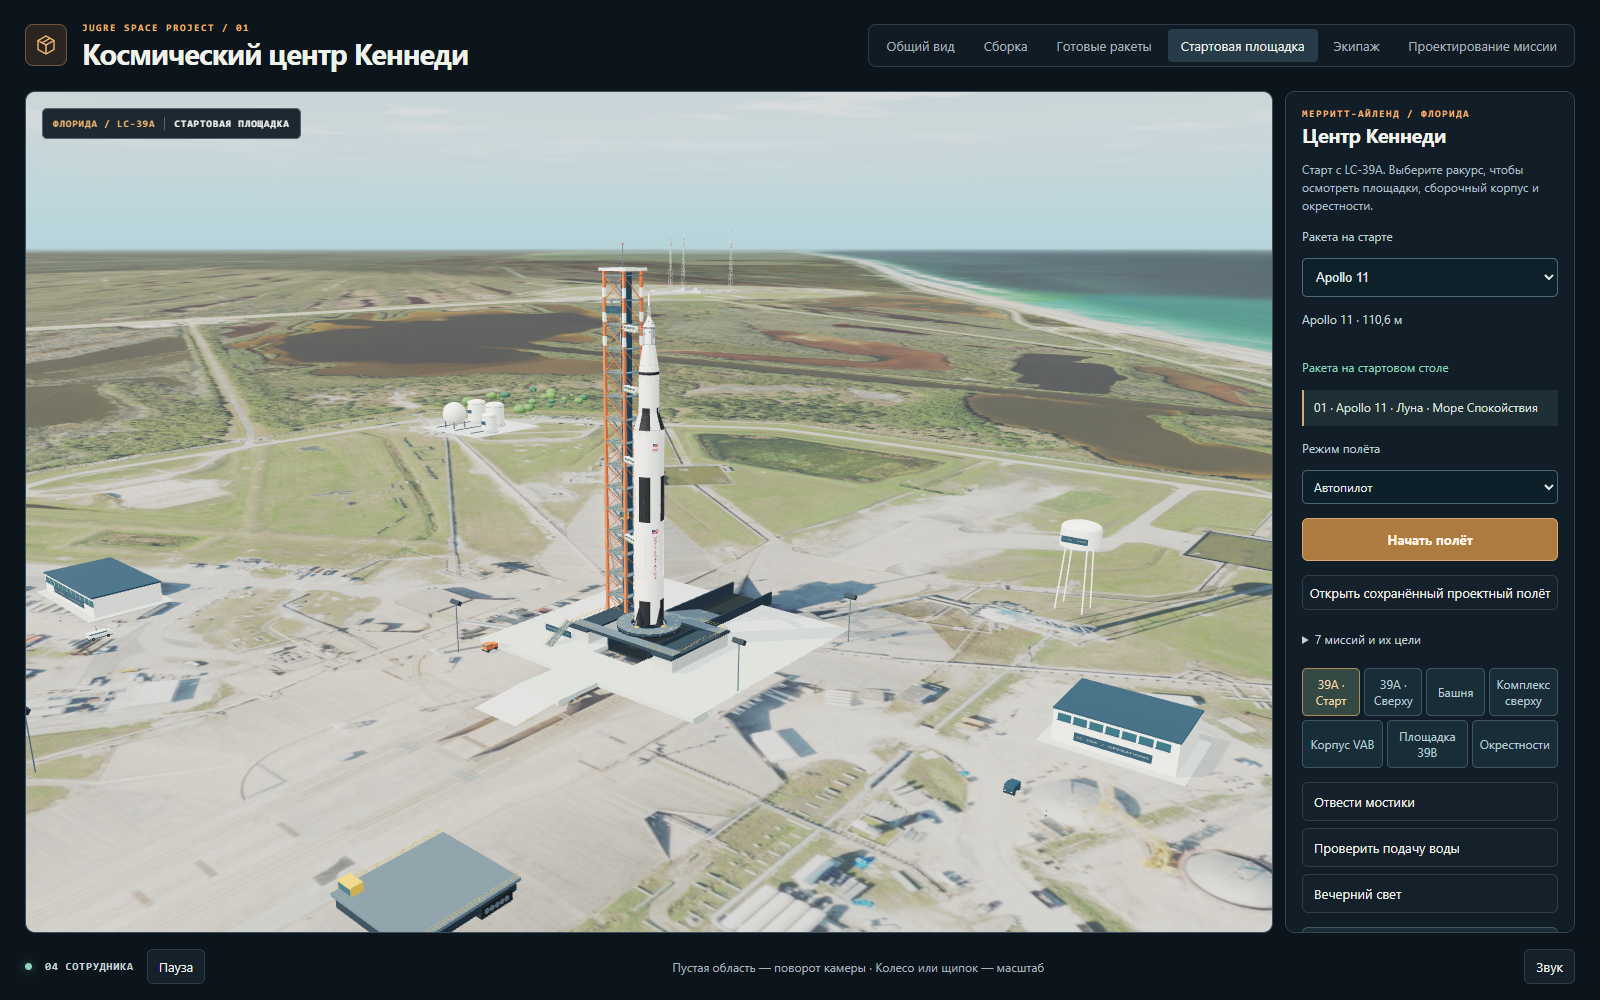 JUGRE SPACE PROJECT / 01
Космический центр Кеннеди
Общий вид
Сборка
Готовые ракеты
Стартовая площадка
Экипаж
Проектирование миссии
ФЛОРИДА / LC-39A
СТАРТОВАЯ ПЛОЩАДКА
МЕРРИТТ-АЙЛЕНД / ФЛОРИДА
Центр Кеннеди
Старт с LC-39A. Выберите ракурс, чтобы
осмотреть площадки, сборочный корпус и
окрестности.
Ракета на старте
Apollo 11
Apollo 11 · 110,6 м
Ракета на стартовом столе
01 · Apollo 11 · Луна · Море Спокойствия
Режим полёта
Автопилот
Начать полёт
Открыть сохранённый проектный полёт
7 миссий и их цели
39A ·
Старт
39A ·
Сверху
Башня
Комплекс
сверху
Корпус VAB
Площадка
39B
Окрестности
Отвести мостики
Проверить подачу воды
Вечерний свет
04 СОТРУДНИКА
Пауза
Пустая область — поворот камеры · Колесо или щипок — масштаб
Звук